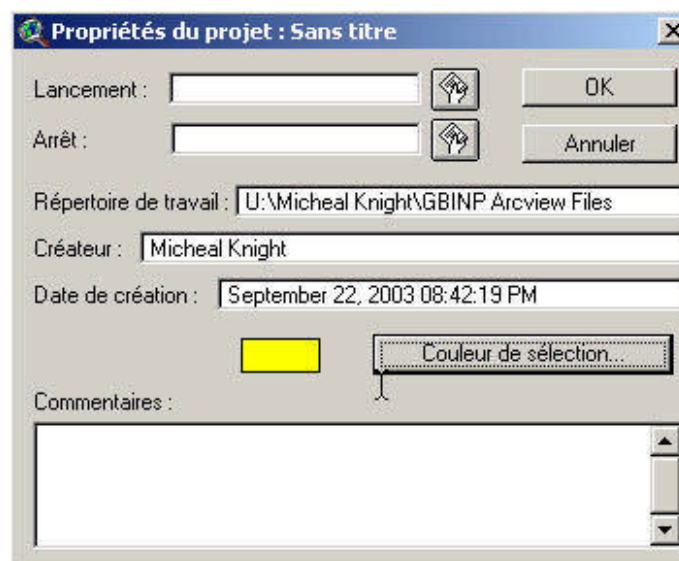 Propriétés du projet : Sans titre
Lancement :
OK
Arrêt :
Annuler
Répertoire de travail : U:\Micheal Knight\GBINP Arcview Files
Créateur : Micheal Knight
Date de création : September 22, 2003 08:42:19 PM
Couleur de sélection...
Commentaires :